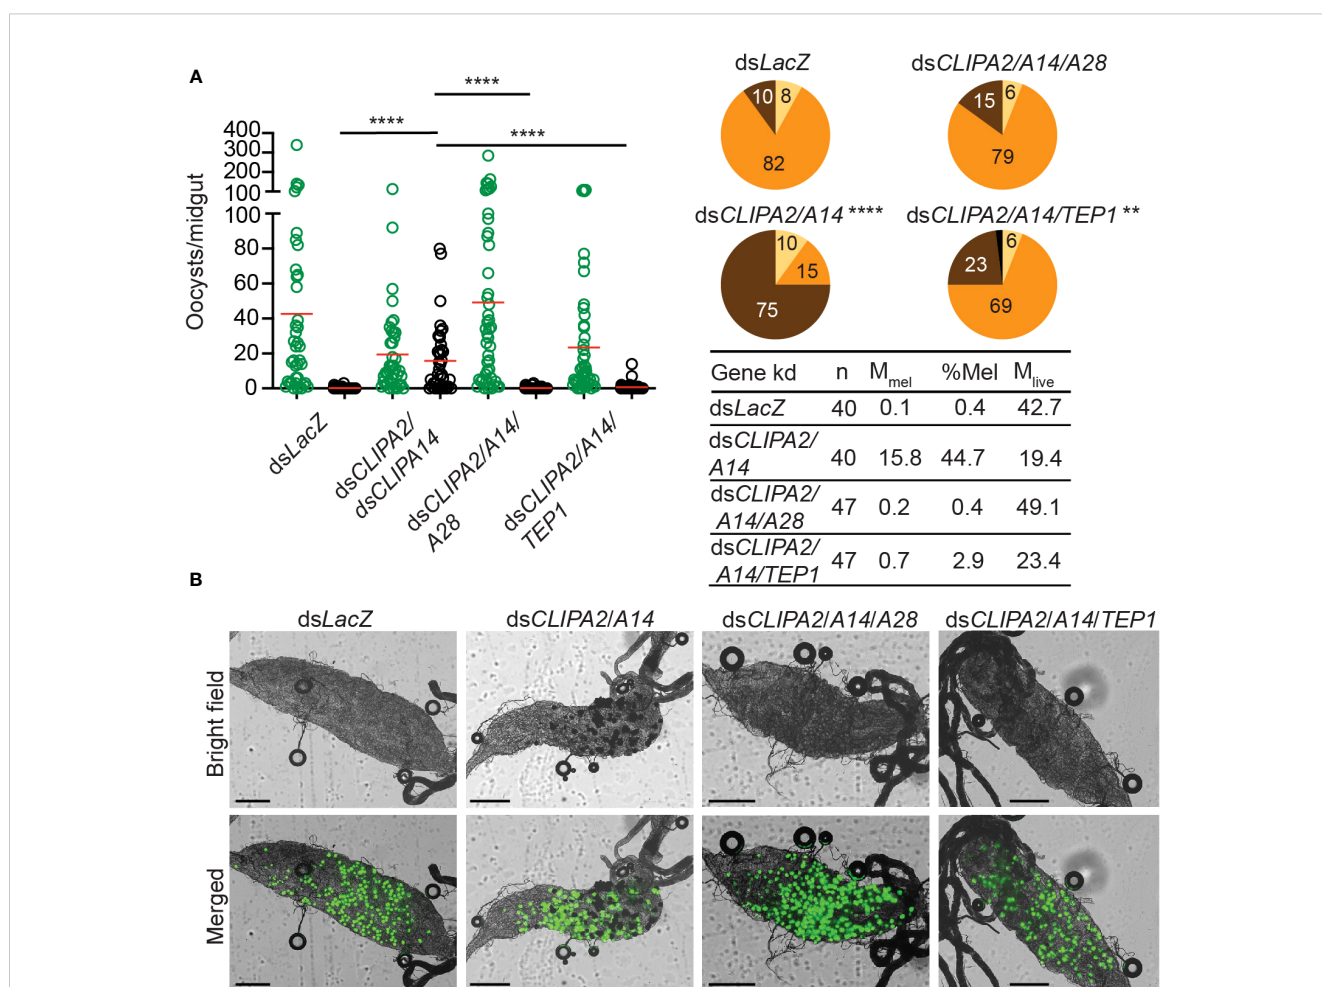 A
****
****
****
400
300
200
100
100
80
60
40
20
0
Oocysts/midgut
dsLacZ
dsCLIPA2/
dsCLIPA14
dsCLIPA2/A14/
A28
dsCLIPA2/A14/
TEP1
dsLacZ
10
8
82
dsCLIPA2/A14/A28
15
6
79
dsCLIPA2/A14 ****
10
15
75
dsCLIPA2/A14/TEP1 **
6
23
69
Gene kd n Mmel %Mel Mlive
dsLacZ 40 0.1 0.4 42.7
dsCLIPA2/
A14 40 15.8 44.7 19.4
dsCLIPA2/
A14/A28 47 0.2 0.4 49.1
dsCLIPA2/
A14/TEP1 47 0.7 2.9 23.4
B
dsLacZ dsCLIPA2/A14 dsCLIPA2/A14/A28 dsCLIPA2/A14/TEP1
Bright field
Merged